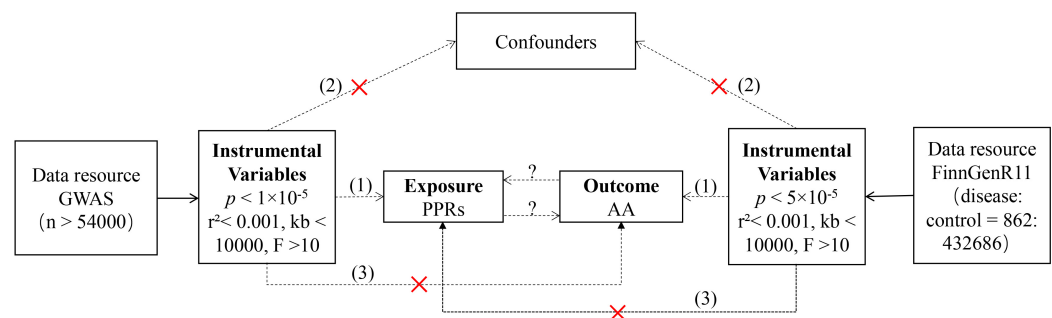 Confounders
(2)
(2)
Data resource
GWAS
（n > 54000）
Instrumental
Variables
p < 1×10⁻⁵
r²< 0.001, kb <
10000, F >10
(1)
Exposure
PPRs
?
?
Outcome
AA
(1)
Instrumental
Variables
p < 5×10⁻⁵
r²< 0.001, kb <
10000, F >10
Data resource
FinnGenR11
（disease:
control = 862:
432686）
(3)
(3)